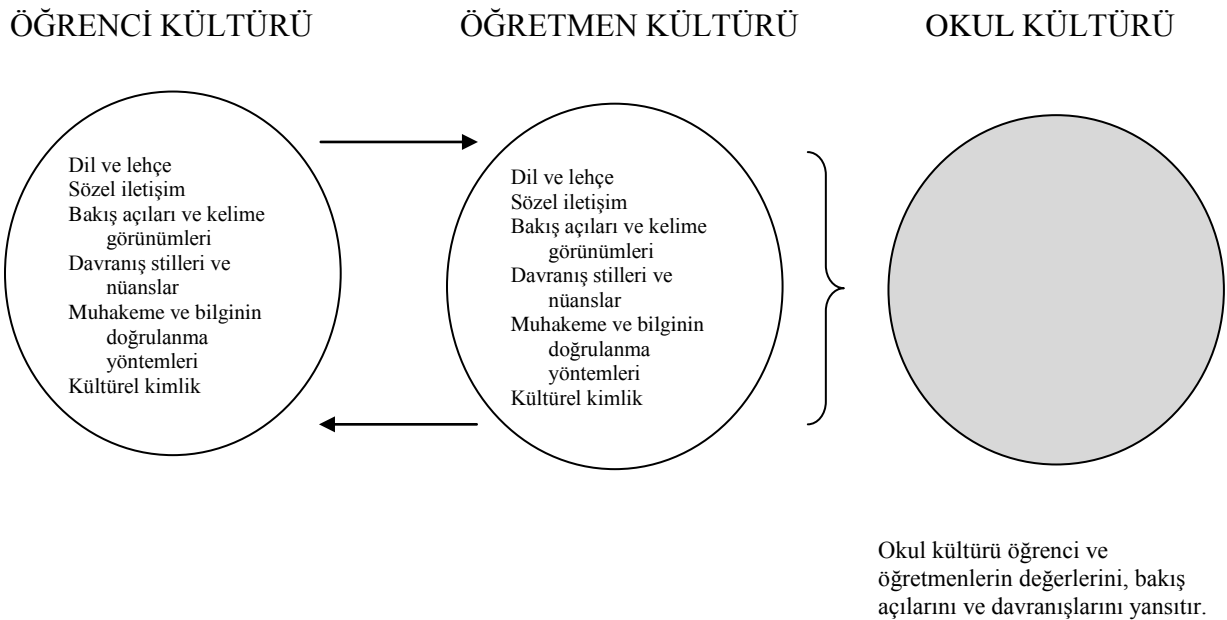 ÖĞRENCİ KÜLTÜRÜ
ÖĞRETMEN KÜLTÜRÜ
OKUL KÜLTÜRÜ
Dil ve lehçe
Sözel iletişim
Bakış açıları ve kelime
görünümleri
Davranış stilleri ve
nüanslar
Muhakeme ve bilginin
doğrulanma
yöntemleri
Kültürel kimlik
Dil ve lehçe
Sözel iletişim
Bakış açıları ve kelime
görünümleri
Davranış stilleri ve
nüanslar
Muhakeme ve bilginin
doğrulanma
yöntemleri
Kültürel kimlik
Okul kültürü öğrenci ve
öğretmenlerin değerlerini, bakış
açılarını ve davranışlarını yansıtır.